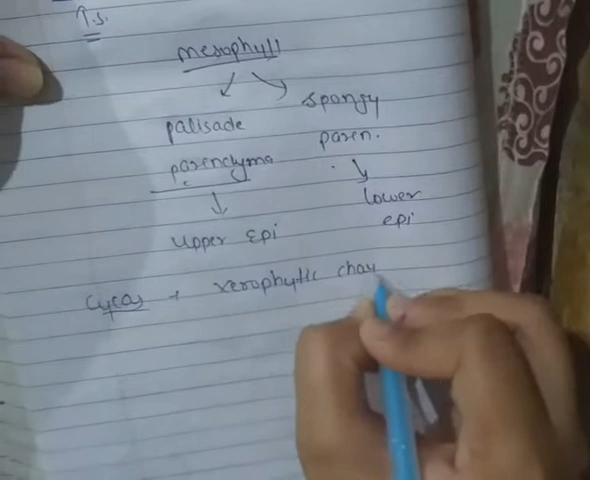 T.S.
mesophyll
palisade
parenchyma
upper Epi
spongy
paren.
lower
epi
Cycas → xerophytic char